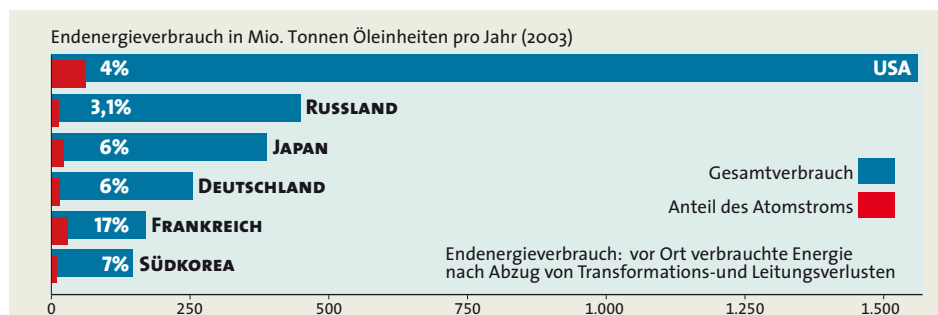 Endenergieverbrauch in Mio. Tonnen Öleinheiten pro Jahr (2003)
4% USA
3,1% RUSSLAND
6% JAPAN
6% DEUTSCHLAND
17% FRANKREICH
7% SÜDKOREA
Gesamtverbrauch
Anteil des Atomstroms
Endenergieverbrauch: vor Ort verbrauchte Energie
nach Abzug von Transformations-und Leitungsverlusten
0 250 500 750 1.000 1.250 1.500